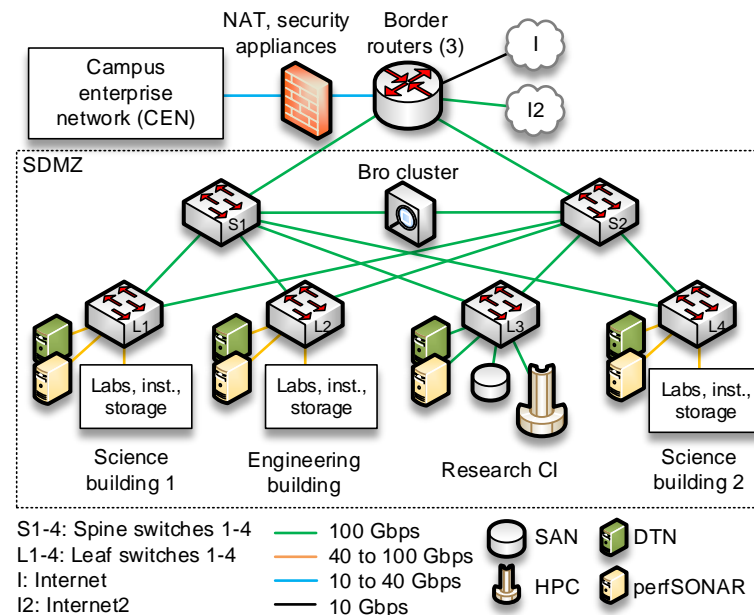 NAT, security
appliances
Border
routers (3)
I
Campus
enterprise
network (CEN)
I2
SDMZ
Bro cluster
S1
S2
L1
L2
L3
L4
Labs, inst.,
storage
Labs, inst.,
storage
Labs, inst.,
storage
Science
building 1
Engineering
building
Research CI
Science
building 2
S1-4: Spine switches 1-4
L1-4: Leaf switches 1-4
I: Internet
I2: Internet2
100 Gbps
40 to 100 Gbps
10 to 40 Gbps
10 Gbps
SAN
HPC
DTN
perfSONAR